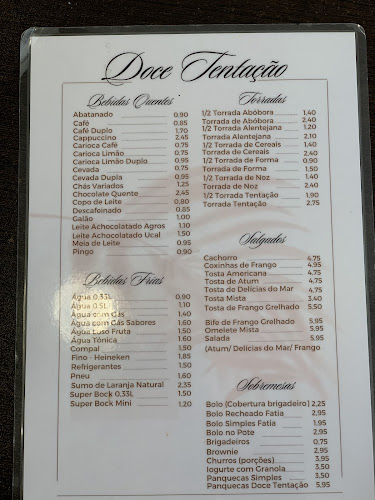 Doce Tentação
Bebidas Quentes
Abatanado 0.90
Café 0.85
Café Duplo 1.70
Cappuccino 2.45
Carioca Café 0.75
Carioca Limão 0.75
Carioca Limão Duplo 0.95
Cevada 0.75
Cevada Dupla 0.95
Chás Variados 1.25
Chocolate Quente 2.45
Copo de Leite 0.80
Descafeinado 0.85
Galão 1.00
Leite Achocolatado Agros 1.10
Leite Achocolatado Ucal 1.50
Meia de Leite 0.95
Pingo 0.90
Bebidas Frias
Água 0,33L 0.90
Água 0,5L 1.10
Água com Gás 1.40
Água com Gás Sabores 1.60
Água Luso Fruta 1.50
Água Tónica 1.60
Compal 1.50
Fino - Heineken 1.85
Refrigerantes 1.50
Pneu 1.60
Sumo de Laranja Natural 2.35
Super Bock 0,33L 1.50
Super Bock Mini 1.20
Torradas
1/2 Torrada Abóbora 1.40
Torrada de Abóbora 2.40
1/2 Torrada Alentejana 1.20
Torrada Alentejana 2.10
1/2 Torrada de Cereais 1.40
Torrada de Cereais 2.40
1/2 Torrada de Forma 0.90
Torrada de Forma 1.50
1/2 Torrada de Noz 1.40
Torrada de Noz 2.40
1/2 Torrada Tentação 1.90
Torrada Tentação 2.75
Salgados
Cachorro 4.75
Coxinhas de Frango 4.95
Tosta Americana 4.75
Tosta de Atum 4.75
Tosta de Delícias do Mar 4.75
Tosta Mista 3.40
Tosta de Frango Grelhado 5.50
Bife de Frango Grelhado 5.95
Omelete Mista 5.95
Salada 5.95
(Atum/ Delícias do Mar/ Frango
Sobremesas
Bolo (Cobertura brigadeiro) 2.25
Bolo Recheado Fatia 2.95
Bolo Simples Fatia 1.95
Bolo no Pote 2.95
Brigadeiros 0.75
Brownie 2.95
Churros (porções) 3.95
Iogurte com Granola 3.50
Panquecas Simples 3.50
Panquecas Doce Tentação 5.95